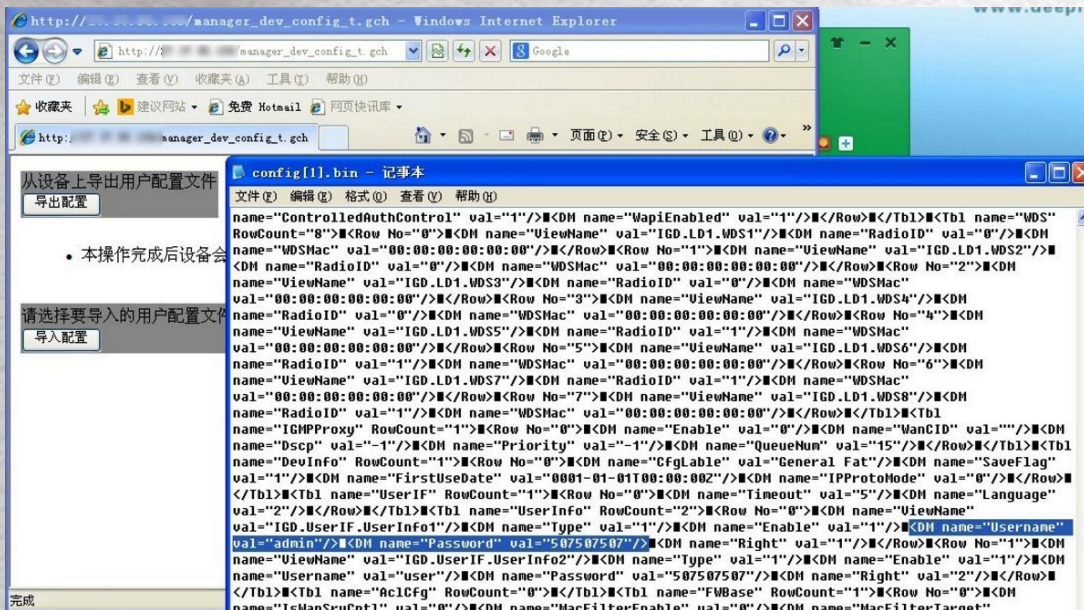 www.deepi
http:// /manager_dev_config_t.gch - Windows Internet Explorer
http:// manager_dev_config_t.gch
Google
文件(F) 编辑(E) 查看(V) 收藏夹(A) 工具(T) 帮助(H)
收藏夹 建议网站 免费 Hotmail 网页快讯库
http: manager_dev_config_t.gch
页面(P) 安全(S) 工具(O) »
从设备上导出用户配置文件
导出配置
• 本操作完成后设备会
请选择要导入的用户配置文件
导入配置
完成
config[1].bin - 记事本
文件(F) 编辑(E) 格式(O) 查看(V) 帮助(H)
name="ControlledAuthControl" val="1"/>■<DM name="WapiEnabled" val="1"/>■</Row>■</Tbl>■<Tbl name="WDS"
RowCount="8">■<Row No="0">■<DM name="ViewName" val="IGD.LD1.WDS1"/>■<DM name="RadioID" val="0"/>■<DM
name="WDSMac" val="00:00:00:00:00:00"/>■</Row>■<Row No="1">■<DM name="ViewName" val="IGD.LD1.WDS2"/>■
<DM name="RadioID" val="0"/>■<DM name="WDSMac" val="00:00:00:00:00:00"/>■</Row>■<Row No="2">■<DM
name="ViewName" val="IGD.LD1.WDS3"/>■<DM name="RadioID" val="0"/>■<DM name="WDSMac"
val="00:00:00:00:00:00"/>■</Row>■<Row No="3">■<DM name="ViewName" val="IGD.LD1.WDS4"/>■<DM
name="RadioID" val="0"/>■<DM name="WDSMac" val="00:00:00:00:00:00"/>■</Row>■<Row No="4">■<DM
name="ViewName" val="IGD.LD1.WDS5"/>■<DM name="RadioID" val="1"/>■<DM name="WDSMac"
val="00:00:00:00:00:00"/>■</Row>■<Row No="5">■<DM name="ViewName" val="IGD.LD1.WDS6"/>■<DM
name="RadioID" val="1"/>■<DM name="WDSMac" val="00:00:00:00:00:00"/>■</Row>■<Row No="6">■<DM
name="ViewName" val="IGD.LD1.WDS7"/>■<DM name="RadioID" val="1"/>■<DM name="WDSMac"
val="00:00:00:00:00:00"/>■</Row>■<Row No="7">■<DM name="ViewName" val="IGD.LD1.WDS8"/>■<DM
name="RadioID" val="1"/>■<DM name="WDSMac" val="00:00:00:00:00:00"/>■</Row>■</Tbl>■<Tbl
name="IGMPProxy" RowCount="1">■<Row No="0">■<DM name="Enable" val="0"/>■<DM name="WanCID" val=""/>■<DM
name="Dscp" val="-1"/>■<DM name="Priority" val="-1"/>■<DM name="QueueNum" val="15"/>■</Row>■</Tbl>■<Tbl
name="DevInfo" RowCount="1">■<Row No="0">■<DM name="CfgLable" val="General Fat"/>■<DM name="SaveFlag"
val="1"/>■<DM name="FirstUseDate" val="0001-01-01T00:00:00Z"/>■<DM name="IPProtoMode" val="0"/>■</Row>■
</Tbl>■<Tbl name="UserIF" RowCount="1">■<Row No="0">■<DM name="Timeout" val="5"/>■<DM name="Language"
val="2"/>■</Row>■</Tbl>■<Tbl name="UserInfo" RowCount="2">■<Row No="0">■<DM name="ViewName"
val="IGD.UserIF.UserInfo1"/>■<DM name="Type" val="1"/>■<DM name="Enable" val="1"/>■<DM name="Username"
val="admin"/>■<DM name="Password" val="507507507"/>■<DM name="Right" val="1"/>■</Row>■<Row No="1">■<DM
name="ViewName" val="IGD.UserIF.UserInfo2"/>■<DM name="Type" val="1"/>■<DM name="Enable" val="1"/>■<DM
name="Username" val="user"/>■<DM name="Password" val="507507507"/>■<DM name="Right" val="2"/>■</Row>■
</Tbl>■<Tbl name="AclCfg" RowCount="0">■</Tbl>■<Tbl name="FWBase" RowCount="1">■<Row No="0">■<DM
name="IsWanSrvCntl" val="0"/>■<DM name="MacFilterEnable" val="0"/>■<DM name="MacFilterTarget"